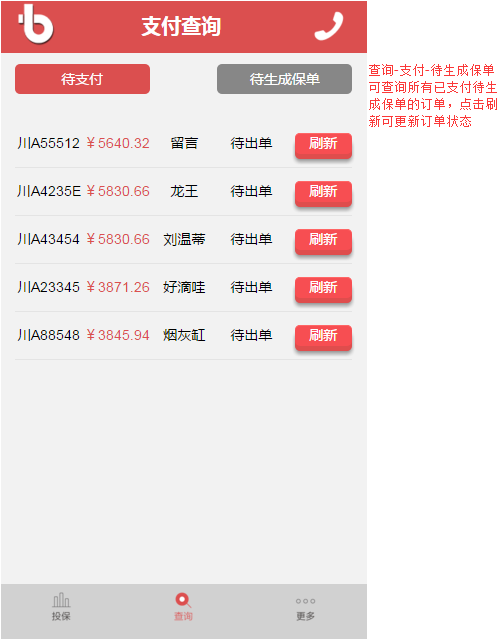 支付查询
待支付 待生成保单
查询-支付-待生成保单
可查询所有已支付待生
成保单的订单，点击刷
新可更新订单状态
川A55512 ￥5640.32 留言 待出单 刷新
川A4235E ￥5830.66 龙王 待出单 刷新
川A43454 ￥5830.66 刘温蒂 待出单 刷新
川A23345 ￥3871.26 好滴哇 待出单 刷新
川A88548 ￥3845.94 烟灰缸 待出单 刷新
投保 查询 更多